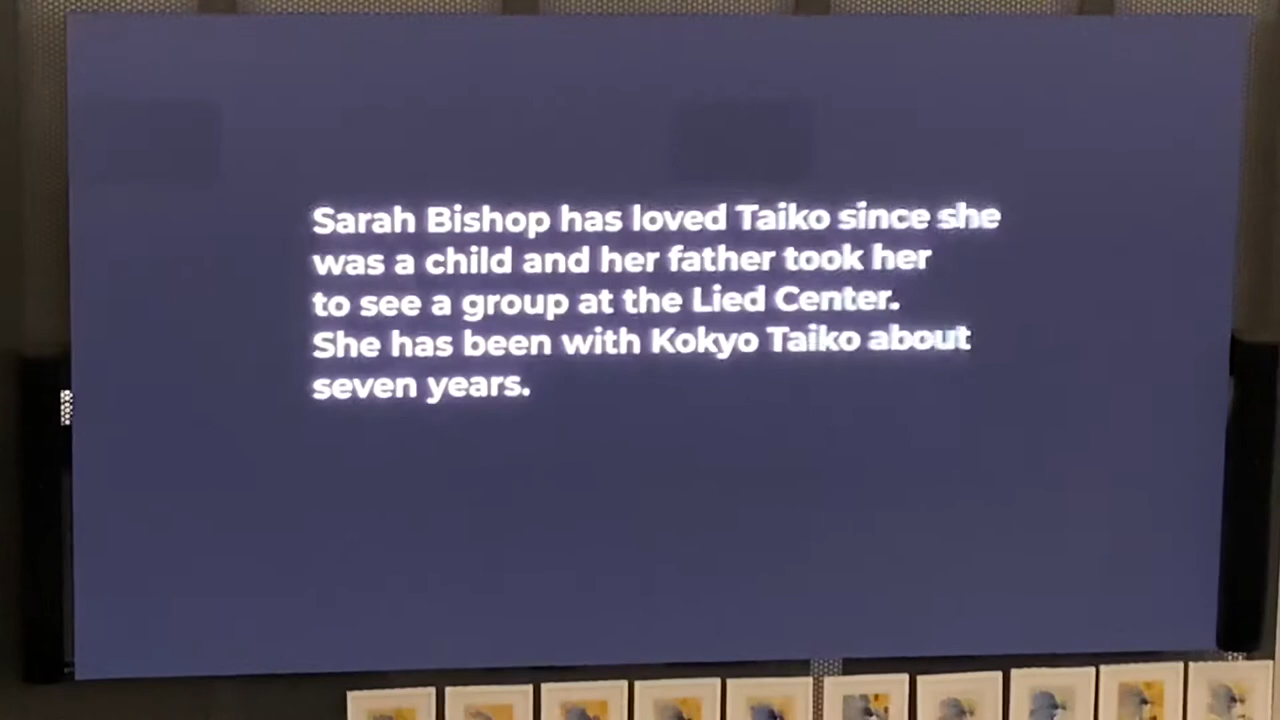 Sarah Bishop has loved Taiko since she
was a child and her father took her
to see a group at the Lied Center.
She has been with Kokyo Taiko about
seven years.